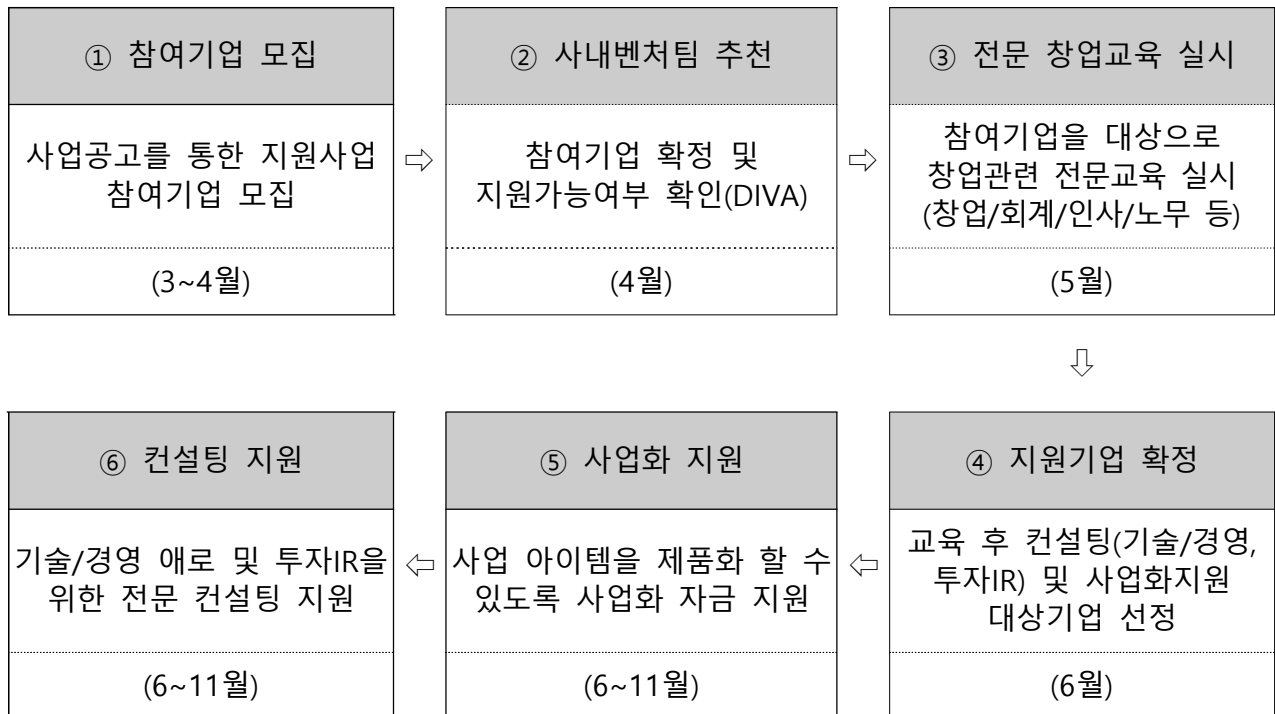 ① 참여기업 모집
사업공고를 통한 지원사업
참여기업 모집
(3~4월)
⇨
② 사내벤처팀 추천
참여기업 확정 및
지원가능여부 확인(DIVA)
(4월)
⇨
③ 전문 창업교육 실시
참여기업을 대상으로
창업관련 전문교육 실시
(창업/회계/인사/노무 등)
(5월)
⇩
④ 지원기업 확정
교육 후 컨설팅(기술/경영,
투자IR) 및 사업화지원
대상기업 선정
(6월)
⇦
⑤ 사업화 지원
사업 아이템을 제품화 할 수
있도록 사업화 자금 지원
(6~11월)
⇦
⑥ 컨설팅 지원
기술/경영 애로 및 투자IR을
위한 전문 컨설팅 지원
(6~11월)